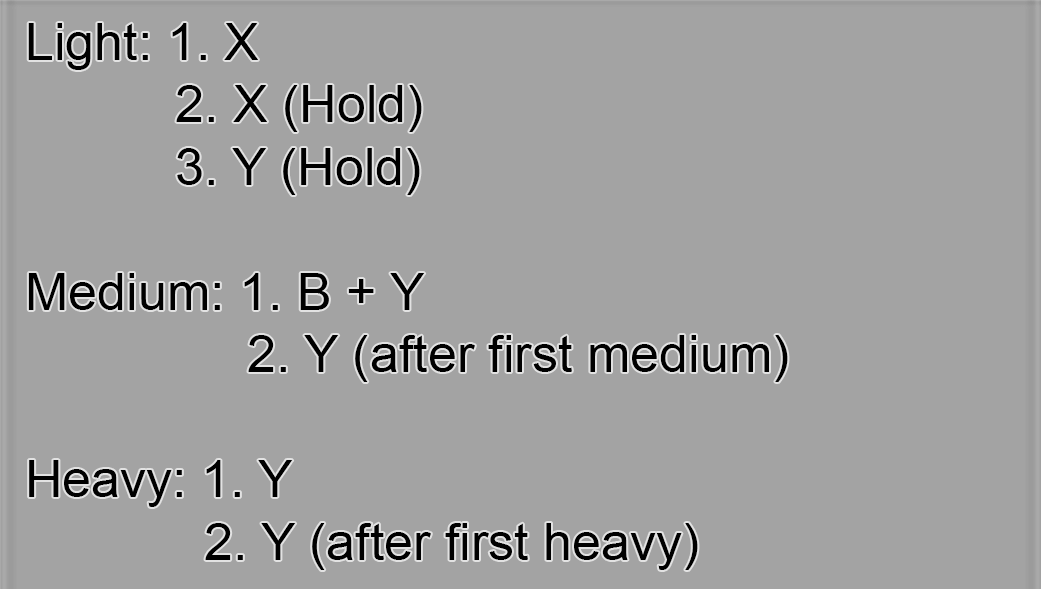 Light: 1. X
2. X (Hold)
3. Y (Hold)
Medium: 1. B + Y
2. Y (after first medium)
Heavy: 1. Y
2. Y (after first heavy)